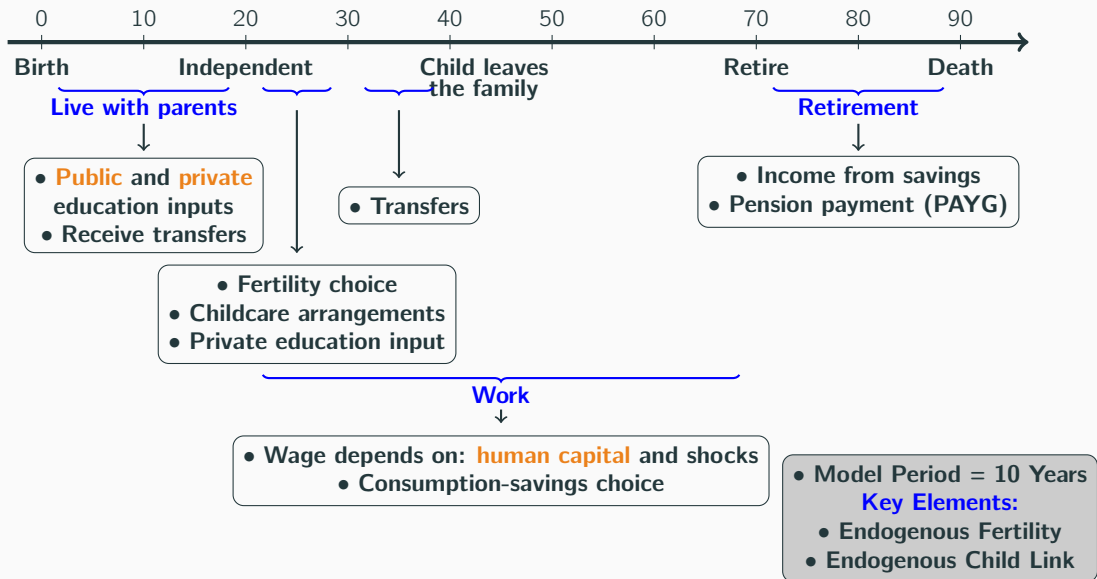 0 10 20 30 40 50 60 70 80 90
Birth Independent Child leaves Retire Death
the family
Live with parents Retirement
• Public and private
education inputs
• Receive transfers
• Transfers
• Income from savings
• Pension payment (PAYG)
• Fertility choice
• Childcare arrangements
• Private education input
Work
• Wage depends on: human capital and shocks
• Consumption-savings choice
• Model Period = 10 Years
Key Elements:
• Endogenous Fertility
• Endogenous Child Link